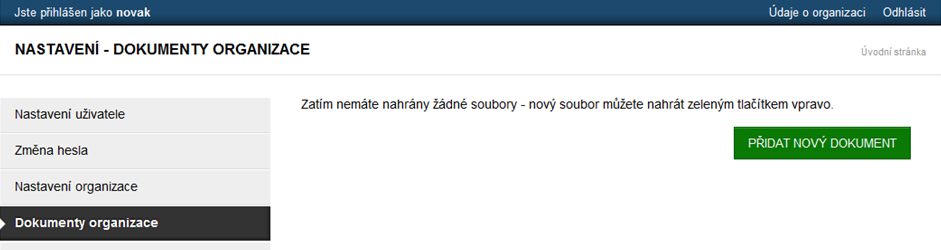 Jste přihlášen jako novak
Údaje o organizaci Odhlásit
NASTAVENÍ - DOKUMENTY ORGANIZACE
Úvodní stránka
Nastavení uživatele
Změna hesla
Nastavení organizace
Dokumenty organizace
Zatím nemáte nahrány žádné soubory - nový soubor můžete nahrát zeleným tlačítkem vpravo.
PŘIDAT NOVÝ DOKUMENT